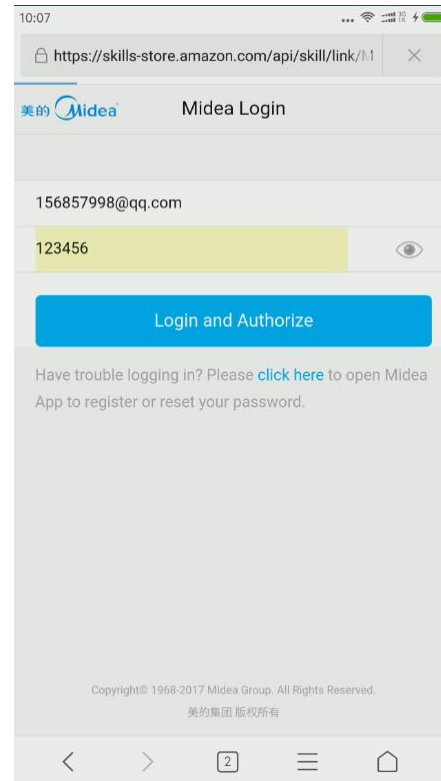 10:07
https://skills-store.amazon.com/api/skill/link/M
美的 Midea
Midea Login
156857998@qq.com
123456
Login and Authorize
Have trouble logging in? Please click here to open Midea
App to register or reset your password.
Copyright© 1968-2017 Midea Group. All Rights Reserved.
美的集团 版权所有
2